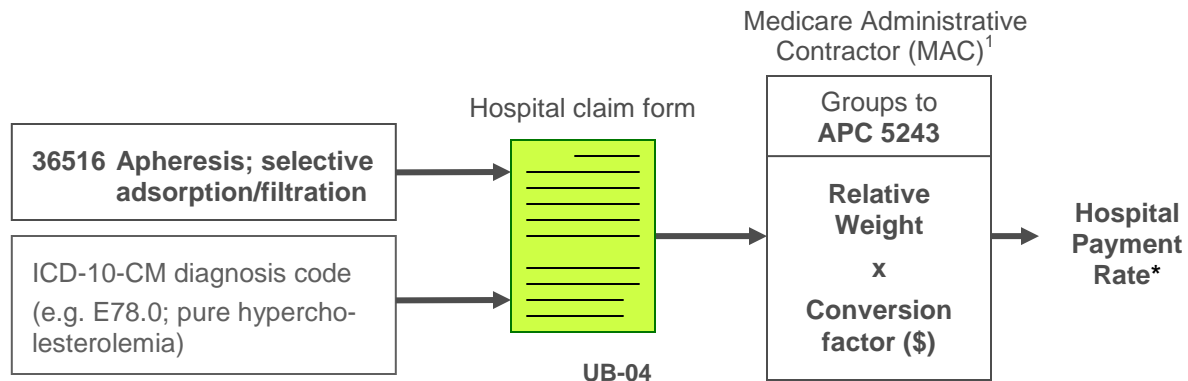 Medicare Administrative
Contractor (MAC)¹
Hospital claim form
36516 Apheresis; selective
adsorption/filtration
ICD-10-CM diagnosis code
(e.g. E78.0; pure hypercho-
lesterolemia)
UB-04
Groups to
APC 5243
Relative
Weight
x
Conversion
factor ($)
Hospital
Payment
Rate*